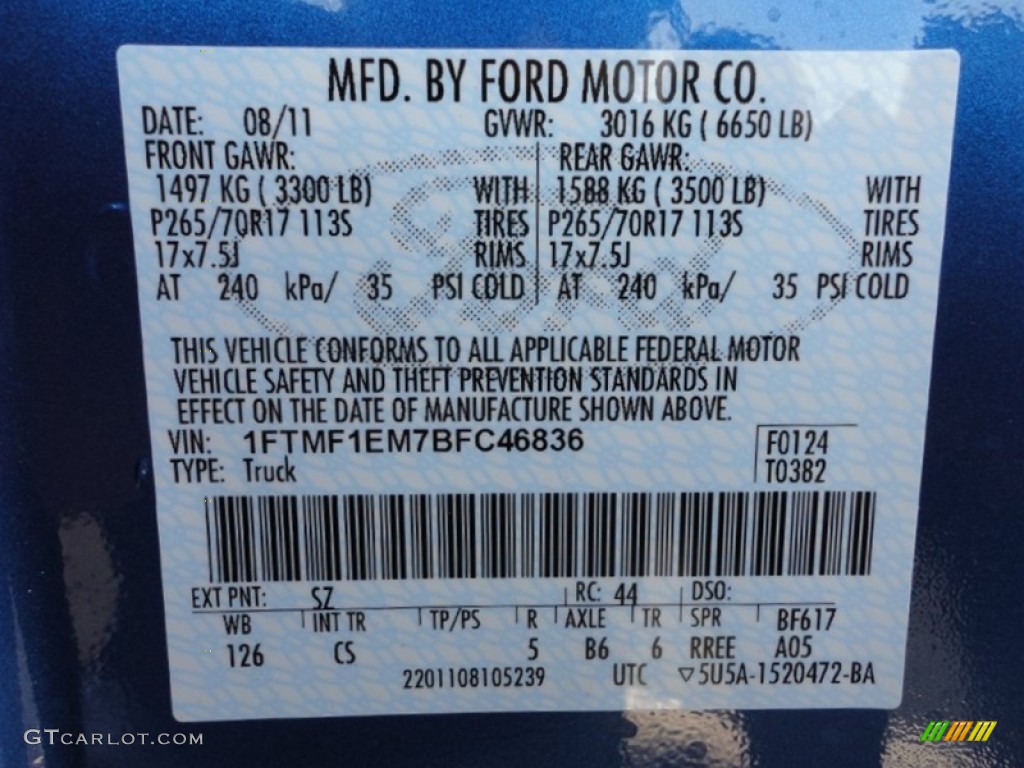 MFD. BY FORD MOTOR CO.
DATE: 08/11 GVWR: 3016 KG ( 6650 LB)
FRONT GAWR: REAR GAWR:
1497 KG ( 3300 LB) WITH 1588 KG ( 3500 LB) WITH
P265/70R17 113S TIRES P265/70R17 113S TIRES
17x7.5J RIMS 17x7.5J RIMS
AT 240 kPa/ 35 PSI COLD AT 240 kPa/ 35 PSI COLD
THIS VEHICLE CONFORMS TO ALL APPLICABLE FEDERAL MOTOR
VEHICLE SAFETY AND THEFT PREVENTION STANDARDS IN
EFFECT ON THE DATE OF MANUFACTURE SHOWN ABOVE.
VIN: 1FTMF1EM7BFC46836 F0124
TYPE: Truck T0382
EXT PNT: SZ RC: 44 DSO:
WB INT TR TP/PS R AXLE TR SPR BF617
126 CS 5 B6 6 RREE A05
2201108105239 UTC ▽5U5A-1520472-BA
GTCARLOT.COM